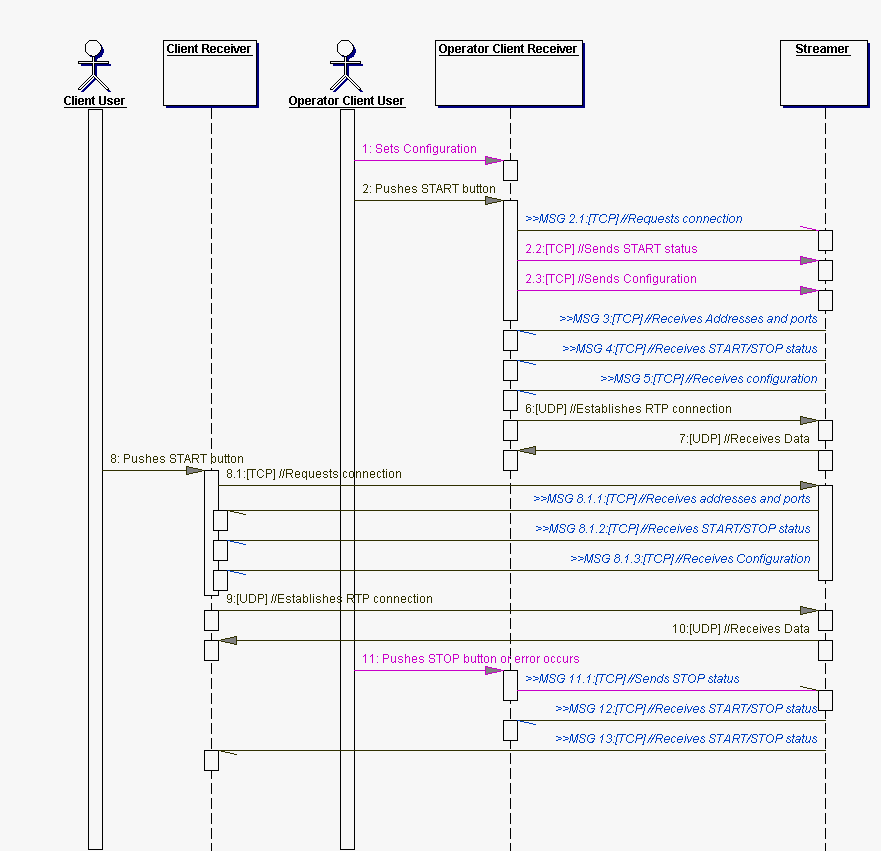 Client Receiver
Operator Client Receiver
Streamer
Client User
Operator Client User
1: Sets Configuration
2: Pushes START button
>>MSG 2.1:[TCP] //Requests connection
2.2:[TCP] //Sends START status
2.3:[TCP] //Sends Configuration
>>MSG 3:[TCP] //Receives Addresses and ports
>>MSG 4:[TCP] //Receives START/STOP status
>>MSG 5:[TCP] //Receives configuration
6:[UDP] //Establishes RTP connection
7:[UDP] //Receives Data
8: Pushes START button
8.1:[TCP] //Requests connection
>>MSG 8.1.1:[TCP] //Receives addresses and ports
>>MSG 8.1.2:[TCP] //Receives START/STOP status
>>MSG 8.1.3:[TCP] //Receives Configuration
9:[UDP] //Establishes RTP connection
10:[UDP] //Receives Data
11: Pushes STOP button or error occurs
>>MSG 11.1:[TCP] //Sends STOP status
>>MSG 12:[TCP] //Receives START/STOP status
>>MSG 13:[TCP] //Receives START/STOP status